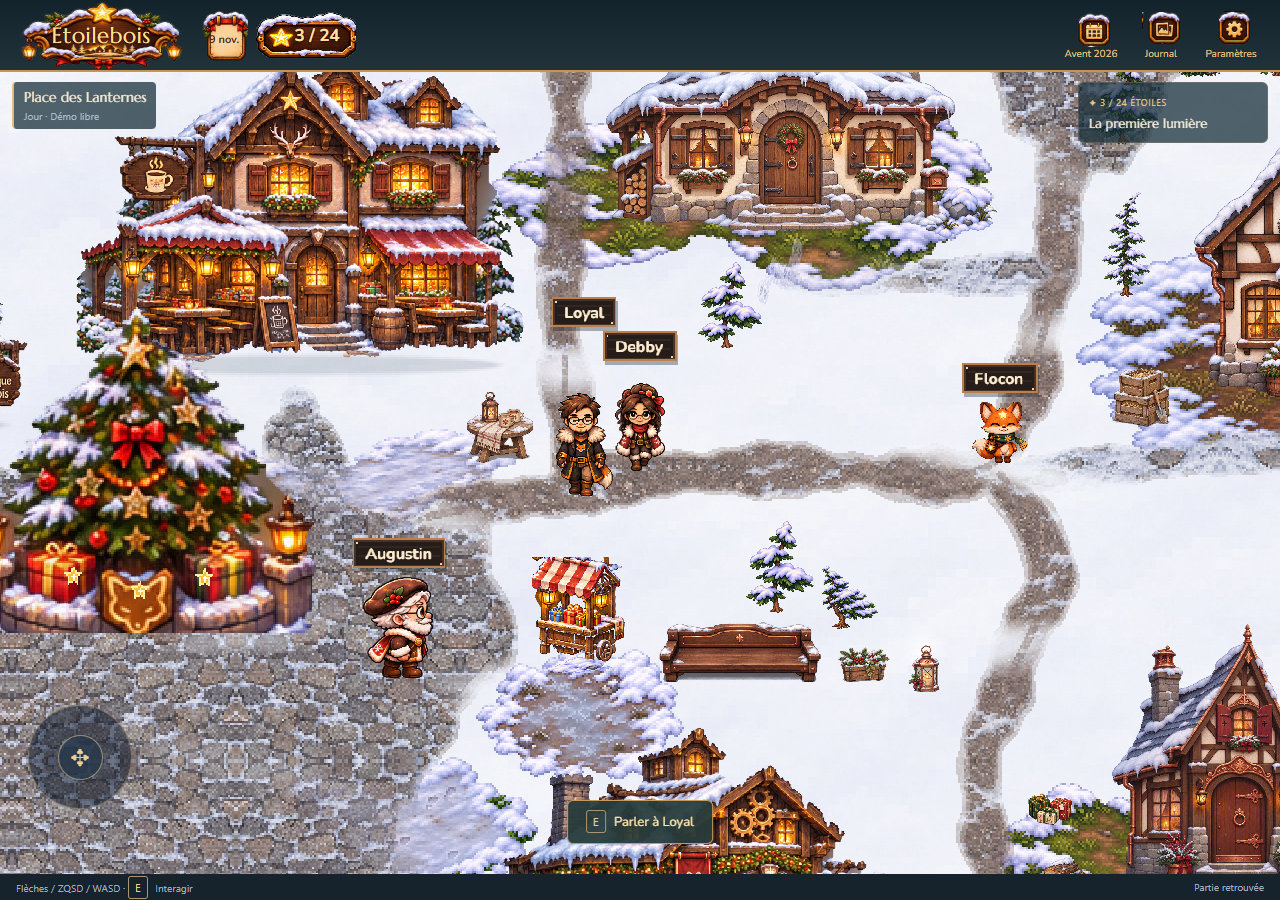 Etoilebois
9 nov.
3 / 24
Avent 2026
Journal
Paramètres
Place des Lanternes
Jour · Démo libre
✦ 3 / 24 ÉTOILES
La première lumière
Loyal
Debby
Flocon
Augustin
E Parler à Loyal
Flèches / ZQSD / WASD · E Interagir
Partie retrouvée